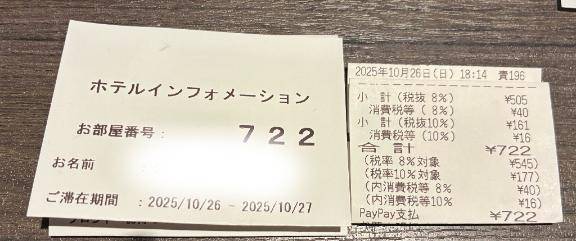 ホテルインフォメーション
お部屋番号: 722
お名前
ご滞在期間 : 2025/10/26 - 2025/10/27
2025年10月26日(日) 18:14 責196
小 計(税抜 8%) ¥505
消費税等( 8%) ¥40
小 計(税抜10%) ¥161
消費税等(10%) ¥16
合 計 ¥722
(税率 8%対象 ¥545)
(税率10%対象 ¥177)
(内消費税等 8% ¥40)
(内消費税等10% ¥16)
PayPay支払 ¥722